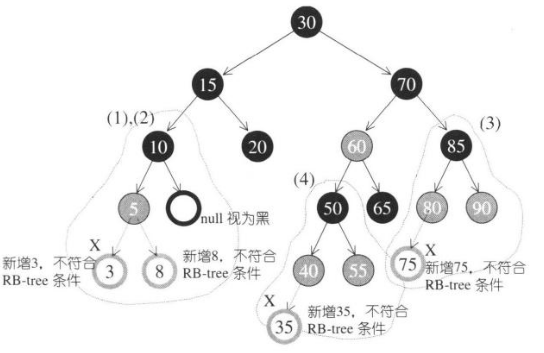 30
15
70
(1),(2)
(3)
10
20
60
85
(4)
5
null 视为黑
50
65
80
90
X
新增3，不符合
RB-tree 条件
3
8
新增8，不符合
RB-tree 条件
40
55
X
75
新增75，不符合
RB-tree 条件
X
35
新增35，不符合
RB-tree 条件